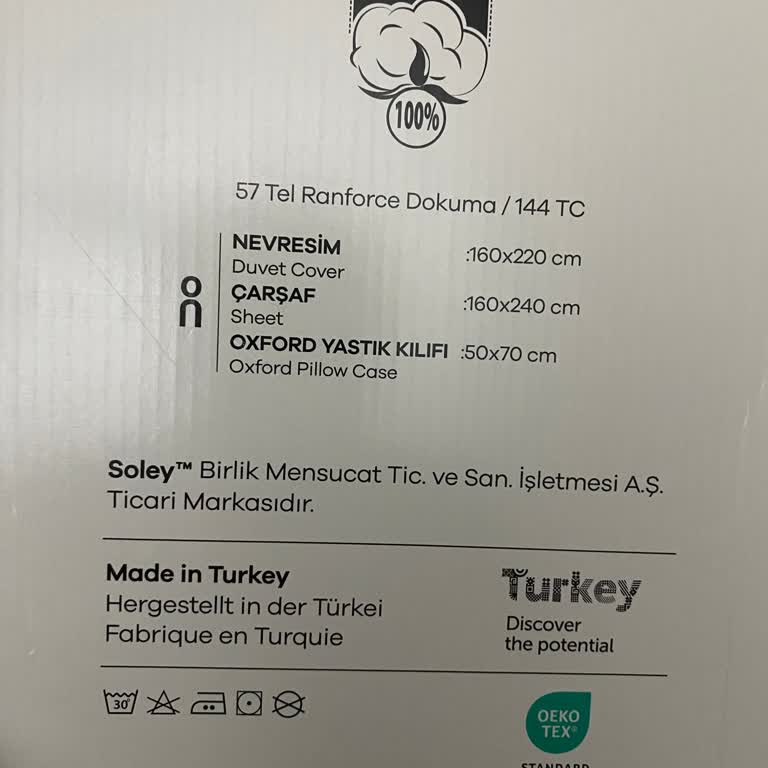 100%
57 Tel Ranforce Dokuma / 144 TC
NEVRESİM :160x220 cm
Duvet Cover
ÇARŞAF :160x240 cm
Sheet
OXFORD YASTIK KILIFI :50x70 cm
Oxford Pillow Case
Soley™ Birlik Mensucat Tic. ve San. İşletmesi A.Ş.
Ticari Markasıdır.
Made in Turkey
Hergestellt in der Türkei
Fabrique en Turquie
Turkey
Discover
the potential
30°
OEKO
TEX®
STANDARD